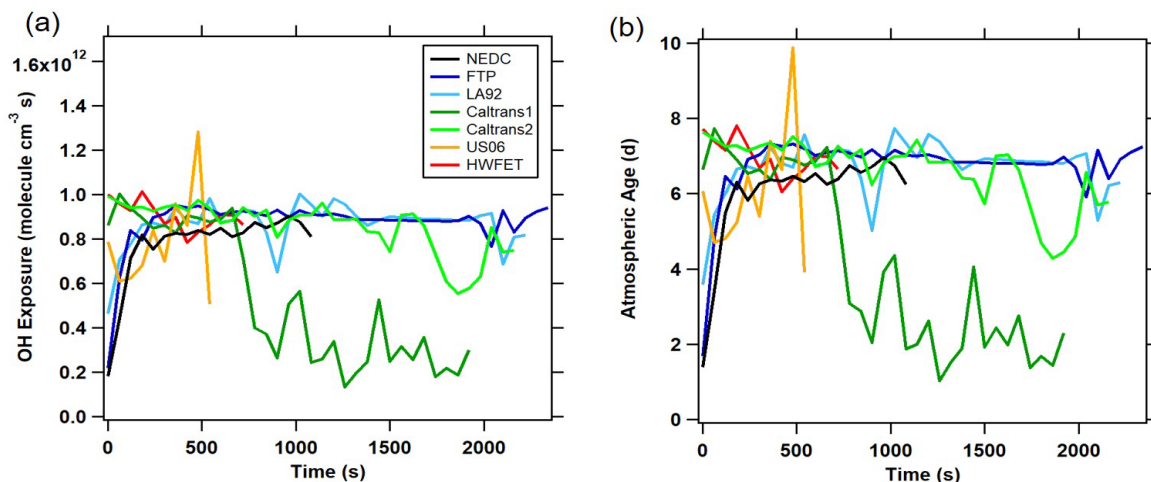 (a)
OH Exposure (molecule cm⁻³ s)
1.6x10¹²
1.4
1.2
1.0
0.8
0.6
0.4
0.2
0.0
NEDC
FTP
LA92
Caltrans1
Caltrans2
US06
HWFET
0 500 1000 1500 2000
Time (s)
(b)
Atmospheric Age (d)
10
8
6
4
2
0
0 500 1000 1500 2000
Time (s)